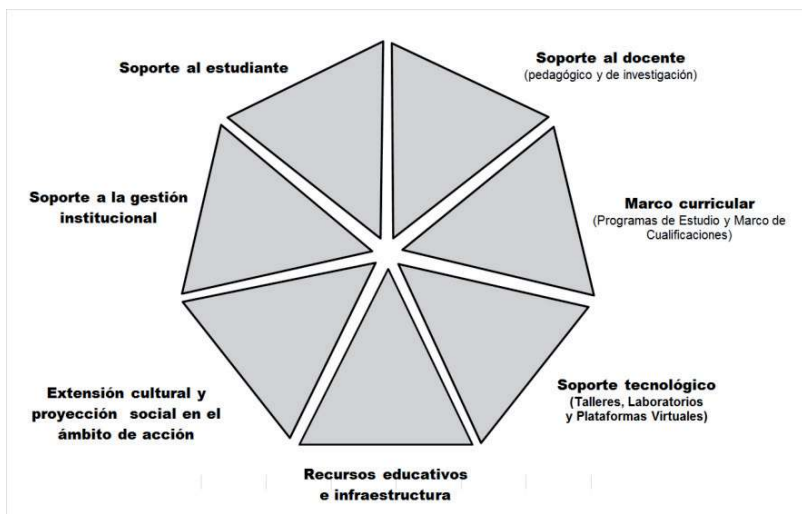 Soporte al estudiante
Soporte al docente
(pedagógico y de investigación)
Soporte a la gestión
institucional
Marco curricular
(Programas de Estudio y Marco de
Cualificaciones)
Extensión cultural y
proyección social en el
ámbito de acción
Soporte tecnológico
(Talleres, Laboratorios
y Plataformas Virtuales)
Recursos educativos
e infraestructura